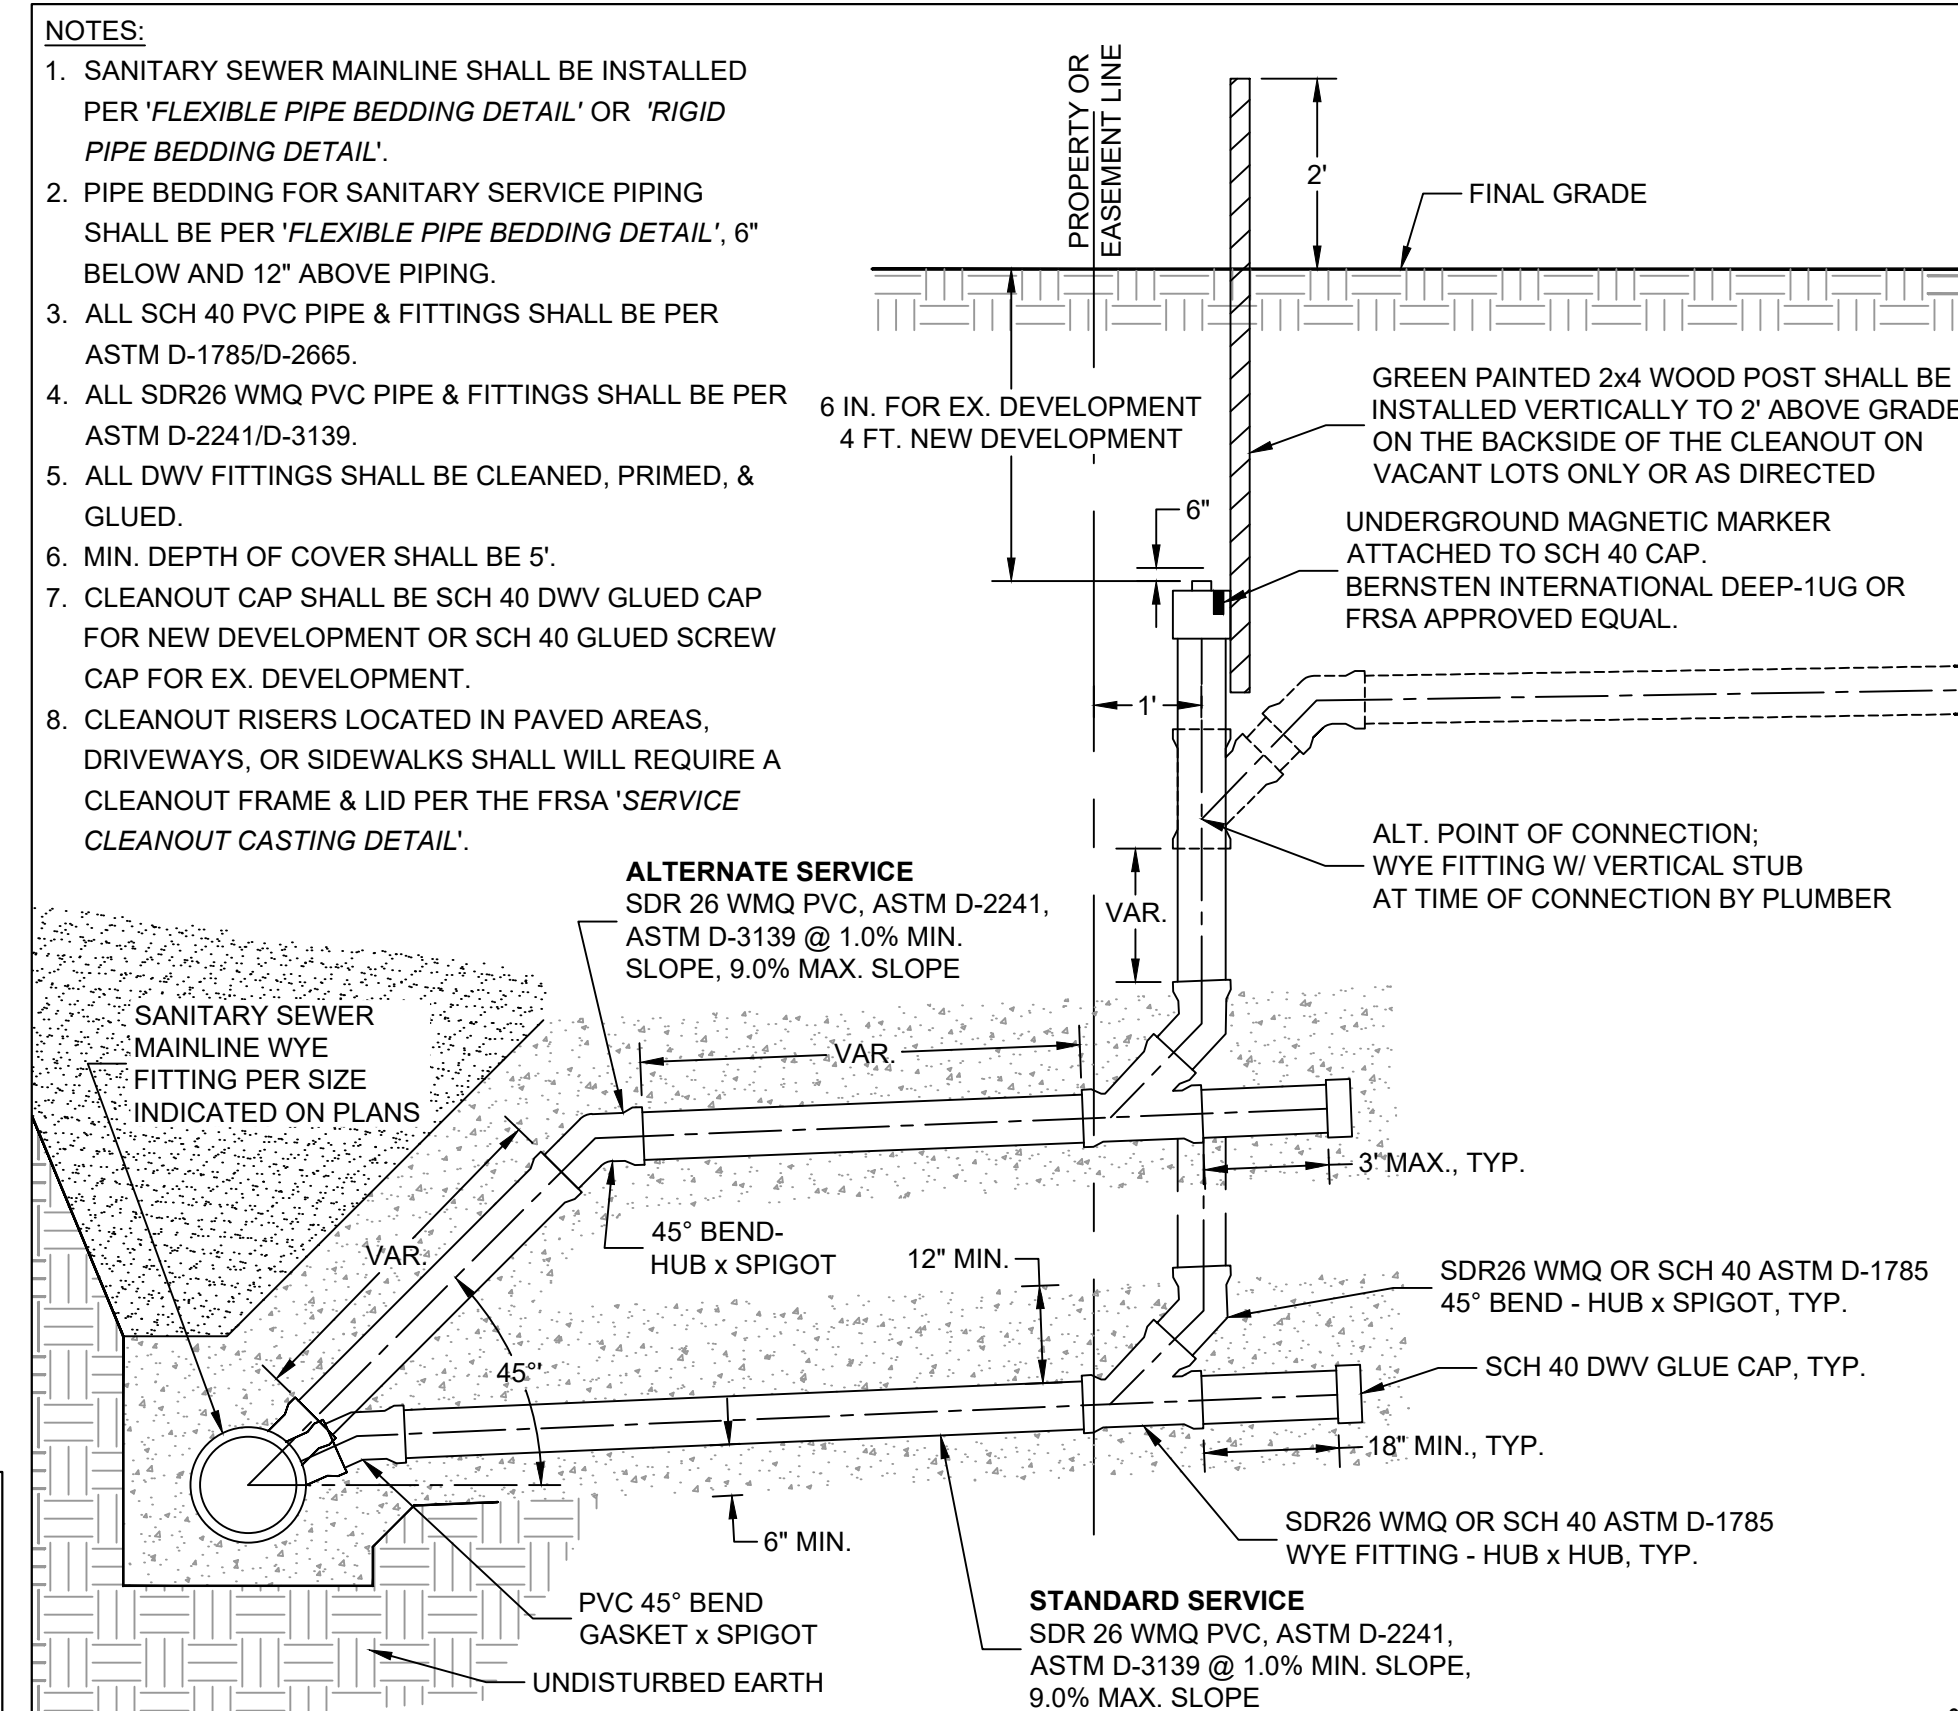 NOTES:
1. SANITARY SEWER MAINLINE SHALL BE INSTALLED
PER 'FLEXIBLE PIPE BEDDING DETAIL' OR 'RIGID
PIPE BEDDING DETAIL'.
2. PIPE BEDDING FOR SANITARY SERVICE PIPING
SHALL BE PER 'FLEXIBLE PIPE BEDDING DETAIL', 6"
BELOW AND 12" ABOVE PIPING.
3. ALL SCH 40 PVC PIPE & FITTINGS SHALL BE PER
ASTM D-1785/D-2665.
4. ALL SDR26 WMQ PVC PIPE & FITTINGS SHALL BE PER
ASTM D-2241/D-3139.
5. ALL DWV FITTINGS SHALL BE CLEANED, PRIMED, &
GLUED.
6. MIN. DEPTH OF COVER SHALL BE 5'.
7. CLEANOUT CAP SHALL BE SCH 40 DWV GLUED CAP
FOR NEW DEVELOPMENT OR SCH 40 GLUED SCREW
CAP FOR EX. DEVELOPMENT.
8. CLEANOUT RISERS LOCATED IN PAVED AREAS,
DRIVEWAYS, OR SIDEWALKS SHALL WILL REQUIRE A
CLEANOUT FRAME & LID PER THE FRSA 'SERVICE
CLEANOUT CASTING DETAIL'.
PROPERTY OR
EASEMENT LINE
2'
FINAL GRADE
6 IN. FOR EX. DEVELOPMENT
4 FT. NEW DEVELOPMENT
GREEN PAINTED 2x4 WOOD POST SHALL BE
INSTALLED VERTICALLY TO 2' ABOVE GRADE
ON THE BACKSIDE OF THE CLEANOUT ON
VACANT LOTS ONLY OR AS DIRECTED
6"
UNDERGROUND MAGNETIC MARKER
ATTACHED TO SCH 40 CAP.
BERNSTEN INTERNATIONAL DEEP-1UG OR
FRSA APPROVED EQUAL.
1'
ALT. POINT OF CONNECTION;
WYE FITTING W/ VERTICAL STUB
AT TIME OF CONNECTION BY PLUMBER
VAR.
ALTERNATE SERVICE
SDR 26 WMQ PVC, ASTM D-2241,
ASTM D-3139 @ 1.0% MIN.
SLOPE, 9.0% MAX. SLOPE
SANITARY SEWER
MAINLINE WYE
FITTING PER SIZE
INDICATED ON PLANS
VAR.
3' MAX., TYP.
45° BEND-
HUB x SPIGOT
VAR.
12" MIN.
SDR26 WMQ OR SCH 40 ASTM D-1785
45° BEND - HUB x SPIGOT, TYP.
45°'
SCH 40 DWV GLUE CAP, TYP.
18" MIN., TYP.
6" MIN.
SDR26 WMQ OR SCH 40 ASTM D-1785
WYE FITTING - HUB x HUB, TYP.
PVC 45° BEND
GASKET x SPIGOT
UNDISTURBED EARTH
STANDARD SERVICE
SDR 26 WMQ PVC, ASTM D-2241,
ASTM D-3139 @ 1.0% MIN. SLOPE,
9.0% MAX. SLOPE